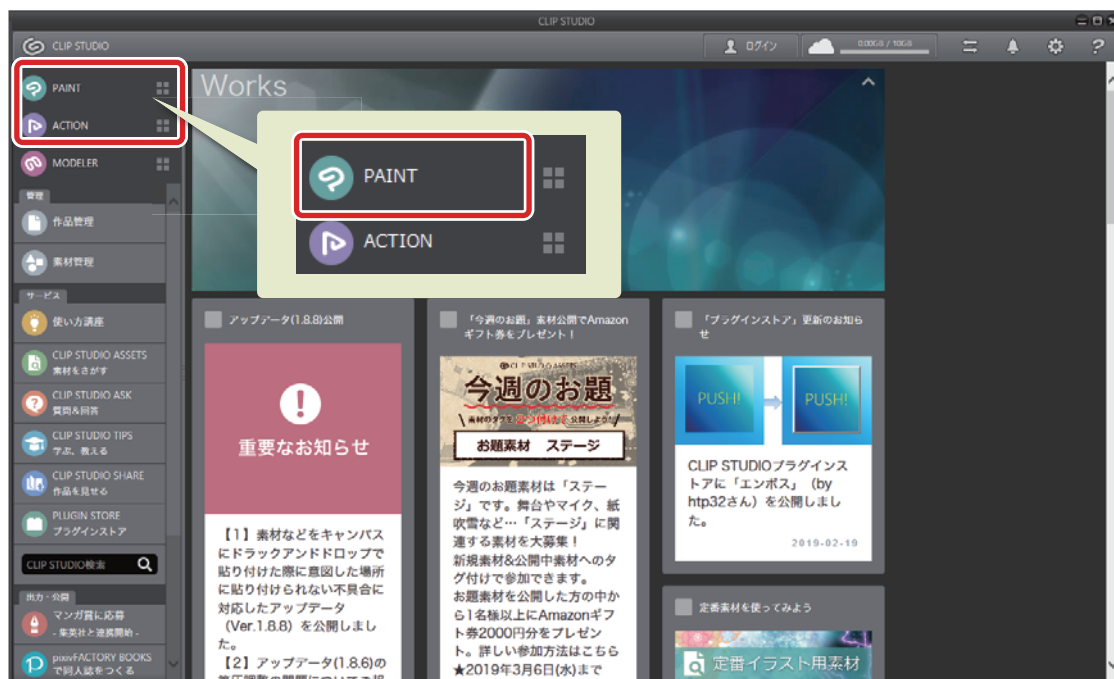 CLIP STUDIO
CLIP STUDIO
ログイン
0.00GB / 10GB
PAINT
ACTION
MODELER
管理
作品管理
素材管理
サービス
使い方講座
CLIP STUDIO ASSETS
素材をさがす
CLIP STUDIO ASK
質問&回答
CLIP STUDIO TIPS
学ぶ、教える
CLIP STUDIO SHARE
作品を見せる
PLUGIN STORE
プラグインストア
CLIP STUDIO検索
出力・公開
マンガ賞に応募
- 集英社と連携開始 -
pixivFACTORY BOOKS
で同人誌をつくる
Works
PAINT
ACTION
アップデータ(1.8.8)公開
重要なお知らせ
【1】素材などをキャンバス
にドラックアンドドロップで
貼り付けた際に意図した場所
に貼り付けられない不具合に
対応したアップデータ
（Ver.1.8.8）を公開しまし
た。
【2】アップデータ(1.8.6)の
「今週のお題」素材公開でAmazon
ギフト券をプレゼント！
CLIP STUDIO ASSETS
今週のお題
素材のタグを2つ付けて公開しよう!
お題素材 ステージ
今週のお題素材は「ステー
ジ」です。舞台やマイク、紙
吹雪など…「ステージ」に関
連する素材を大募集！
新規素材&公開中素材へのタ
グ付けで参加できます。
お題素材を公開した方の中か
ら1名様以上にAmazonギフ
ト券2000円分をプレゼン
ト。詳しい参加方法はこちら
★2019年3月6日(水)まで
「プラグインストア」更新のお知ら
せ
PUSH!
PUSH!
CLIP STUDIOプラグインス
トアに「エンボス」（by
htp32さん）を公開しまし
た。
2019-02-19
定番素材を使ってみよう
定番イラスト用素材